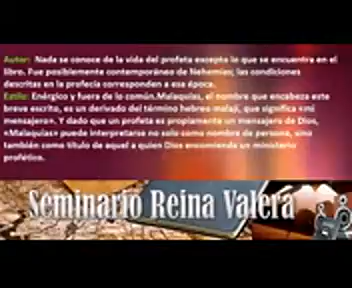 Autor: Nada se conoce de la vida del profeta excepto lo que se encuentra en el
libro. Fue posiblemente contemporáneo de Nehemías; las condiciones
descritas en la profecía corresponden a esa época.
Estilo: Enérgico y fuera de lo común.Malaquías, el nombre que encabeza este
breve escrito, es un derivado del término hebreo malají, que significa «mi
mensajero». Y dado que un profeta es propiamente un mensajero de Dios,
«Malaquías» puede interpretarse no solo como nombre de persona, sino
también como título de aquel a quien Dios encomienda un ministerio
profético.
Seminario Reina Valera